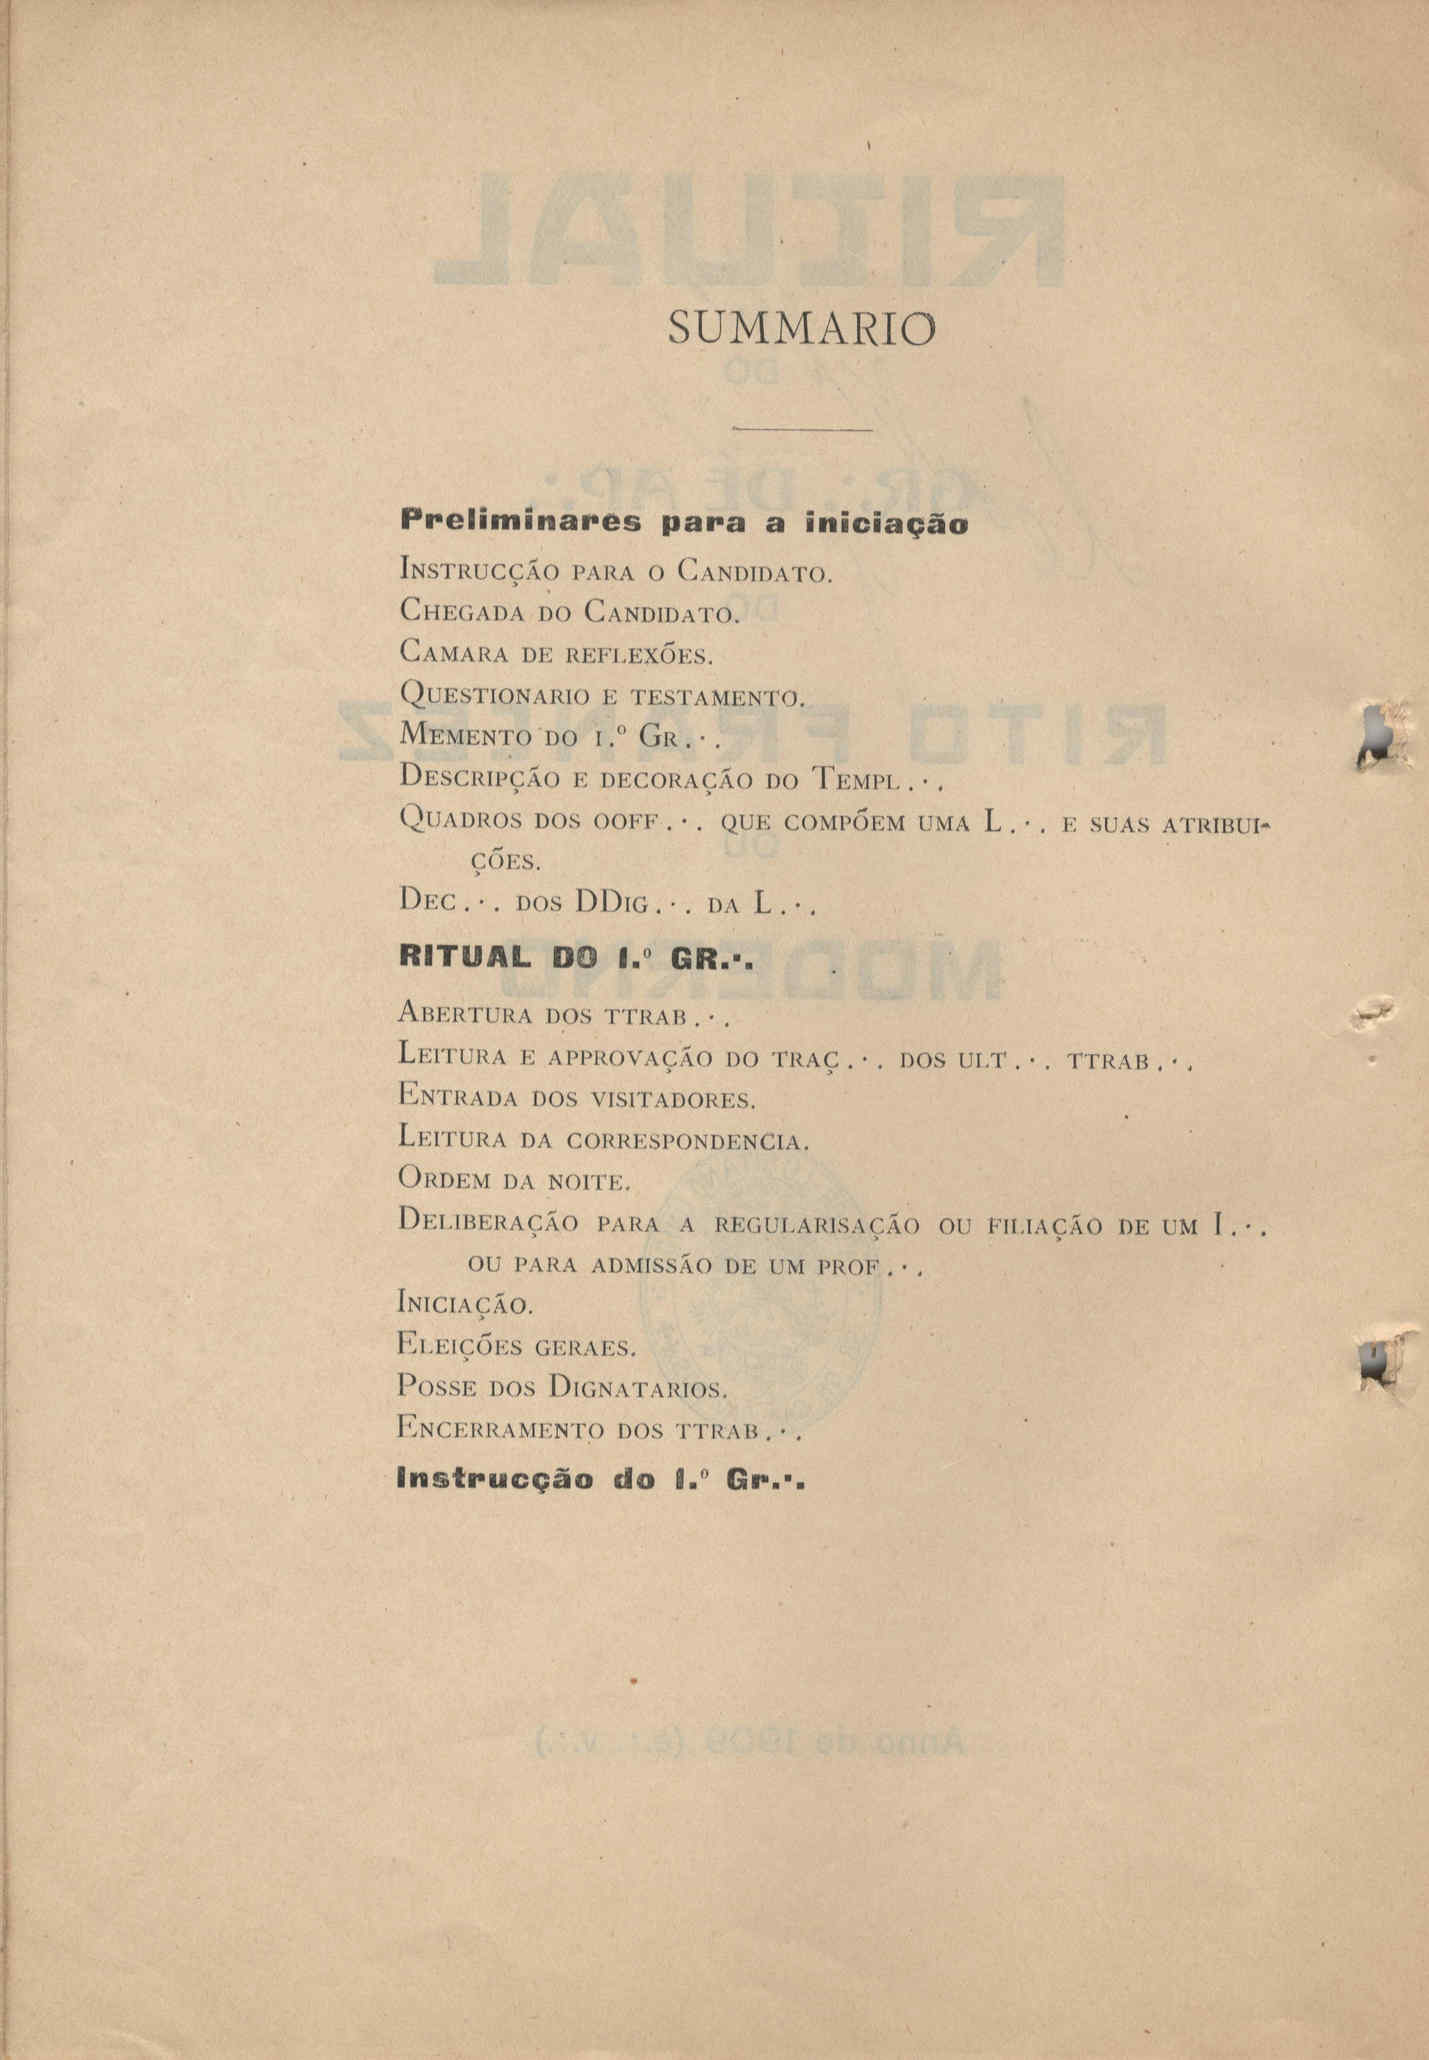 SUMMARIO
Preliminares para a iniciação
Instrucção para o Candidato.
Chegada do Candidato.
Camara de reflexões.
Questionario e testamento.
Memento do 1.º Gr.·.
Descripção e decoração do Templ.·.
Quadros dos ooff.·. que compõem uma L.·. e suas atribui-
ções.
Dec.·. dos DDig.·. da L.·.
RITUAL DO 1.º GR.·.
Abertura dos ttrab.·.
Leitura e approvação do traç.·. dos ult.·. ttrab.·.
Entrada dos visitadores.
Leitura da correspondencia.
Ordem da noite.
Deliberação para a regularisação ou filiação de um I.·.
ou para admissão de um prof.·.
Iniciação.
Eleições geraes.
Posse dos Dignatarios.
Encerramento dos ttrab.·.
Instrucção do 1.º Gr.·.